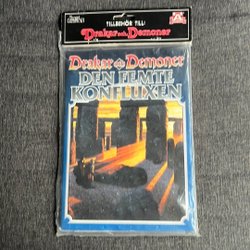 TILLBEHÖR TILL:
Drakar och Demoner
Drakar och Demoner
DEN FEMTE
KONFLUXEN